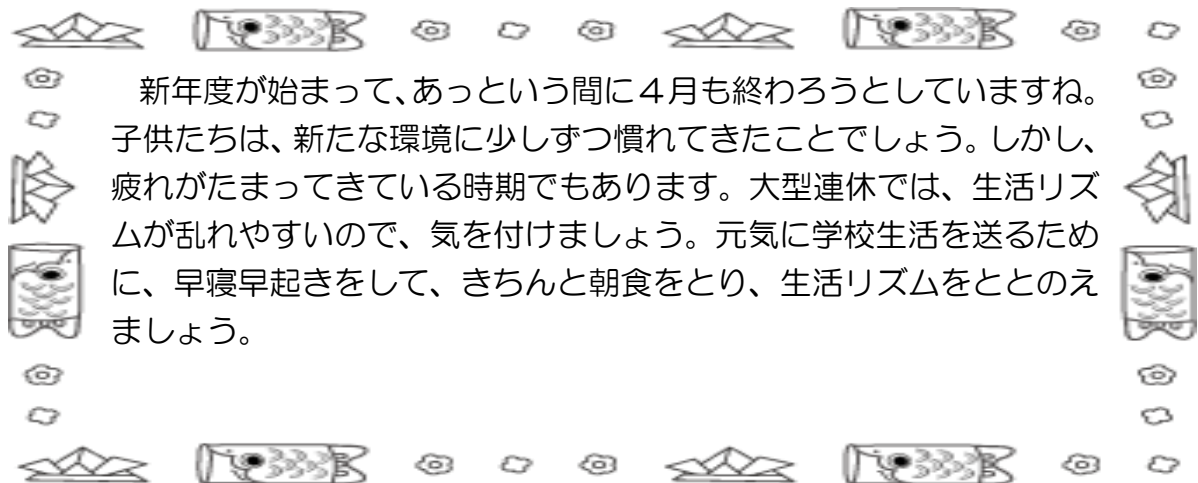 新年度が始まって、あっという間に４月も終わろうとしていますね。
子供たちは、新たな環境に少しずつ慣れてきたことでしょう。しかし、
疲れがたまってきている時期でもあります。大型連休では、生活リズ
ムが乱れやすいので、気を付けましょう。元気に学校生活を送るため
に、早寝早起きをして、きちんと朝食をとり、生活リズムをととのえ
ましょう。